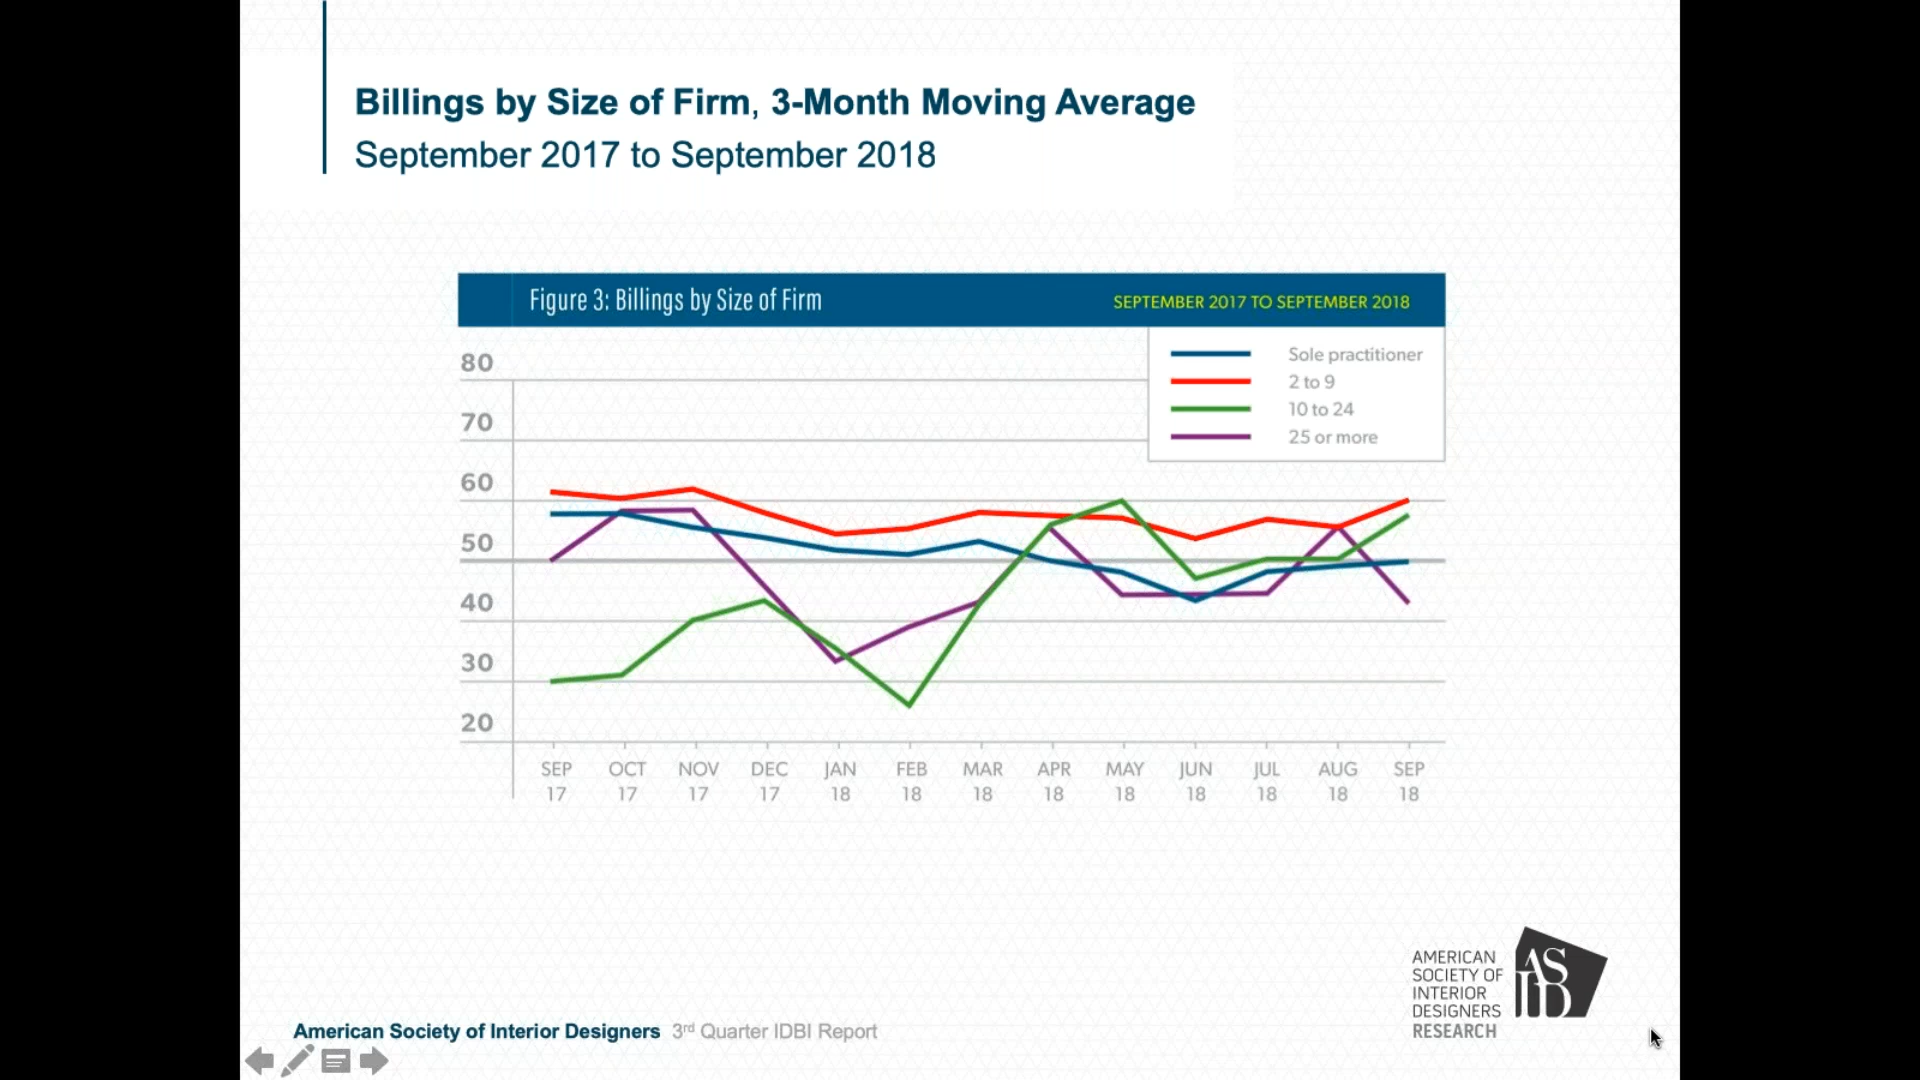 Billings by Size of Firm, 3-Month Moving Average
September 2017 to September 2018
Figure 3: Billings by Size of Firm
SEPTEMBER 2017 TO SEPTEMBER 2018
Sole practitioner
2 to 9
10 to 24
25 or more
80
70
60
50
40
30
20
SEP OCT NOV DEC JAN FEB MAR APR MAY JUN JUL AUG SEP
17 17 17 17 18 18 18 18 18 18 18 18 18
AMERICAN
SOCIETY OF
INTERIOR
DESIGNERS
RESEARCH
ASID
American Society of Interior Designers 3rd Quarter IDBI Report